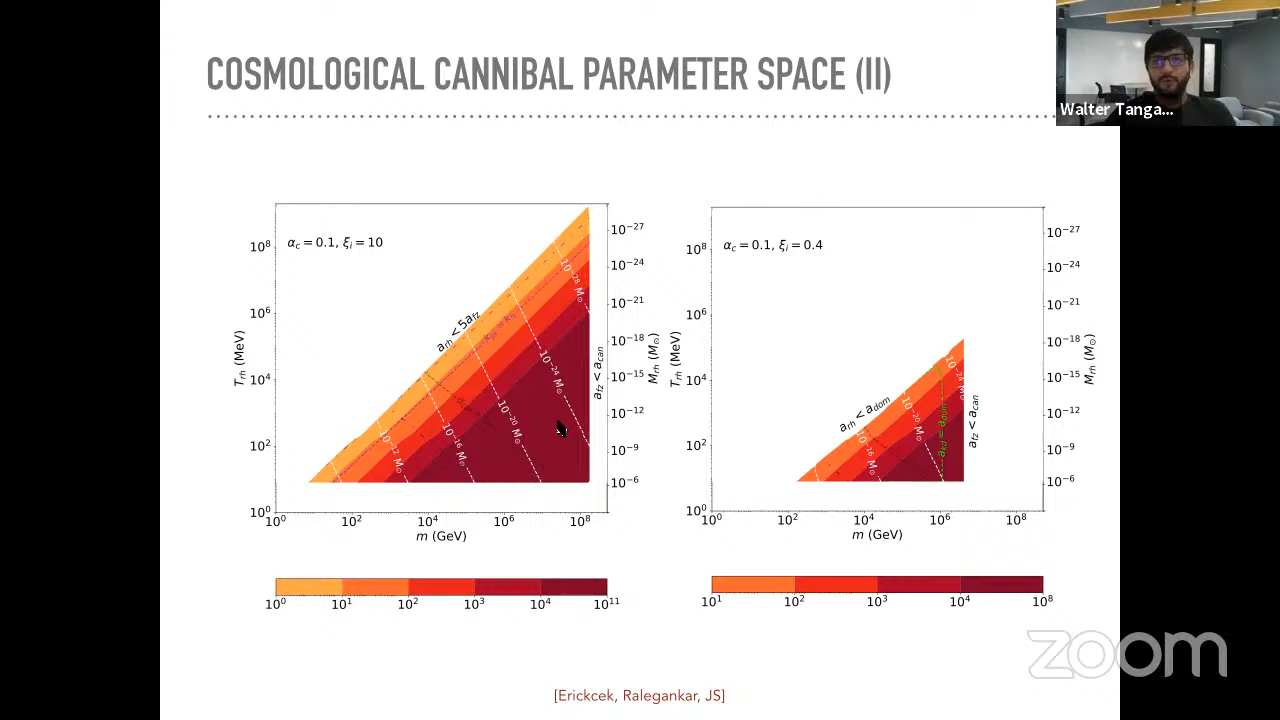 COSMOLOGICAL CANNIBAL PARAMETER SPACE (II)
Walter Tanga...
α_c = 0.1, ξ_i = 10
10^8
10^6
10^4
10^2
10^0
T_rh (MeV)
a_rh < 5a_fz
10^-28 M_⊙
10^-24 M_⊙
10^-20 M_⊙
10^-16 M_⊙
10^-12 M_⊙
a_fz < a_can
10^-27
10^-24
10^-21
10^-18
10^-15
10^-12
10^-9
10^-6
M_rh (M_⊙)
10^0 10^2 10^4 10^6 10^8
m (GeV)
10^0 10^1 10^2 10^3 10^4 10^11
α_c = 0.1, ξ_i = 0.4
10^8
10^6
10^4
10^2
10^0
T_rh (MeV)
a_rh < a_dom
10^-24 M_⊙
10^-20 M_⊙
10^-16 M_⊙
a_kd = a_dom
a_fz < a_can
10^-27
10^-24
10^-21
10^-18
10^-15
10^-12
10^-9
10^-6
M_rh (M_⊙)
10^0 10^2 10^4 10^6 10^8
m (GeV)
10^1 10^2 10^3 10^4 10^8
zoom
[Erickcek, Ralegankar, JS]